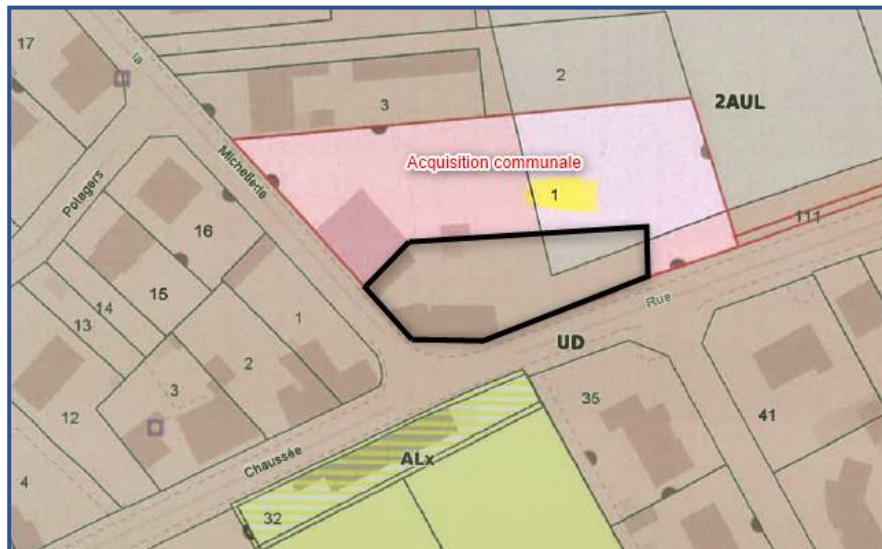 17
la
Michellerie
2
3
2AUL
Acquisition communale
1
111
Potagers
16
15
14
13
1
2
3
12
4
Rue
UD
Chaussée
ALx
32
35
41